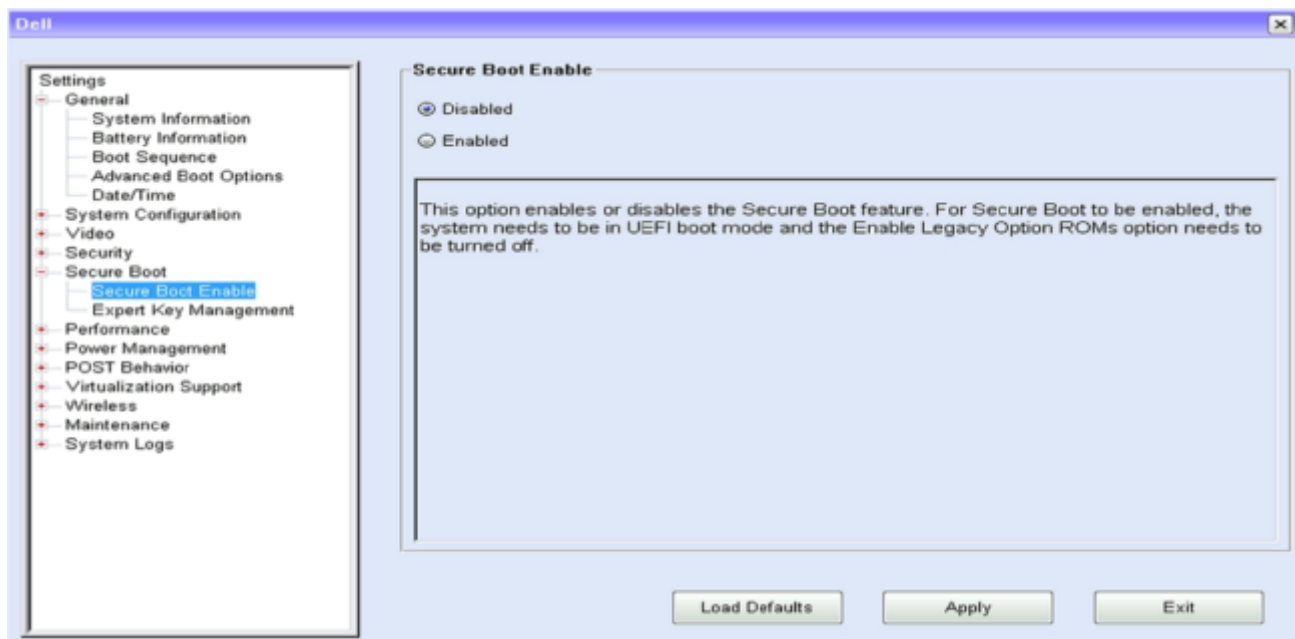 Dell
Settings
General
System Information
Battery Information
Boot Sequence
Advanced Boot Options
Date/Time
System Configuration
Video
Security
Secure Boot
Secure Boot Enable
Expert Key Management
Performance
Power Management
POST Behavior
Virtualization Support
Wireless
Maintenance
System Logs
Secure Boot Enable
Disabled
Enabled
This option enables or disables the Secure Boot feature. For Secure Boot to be enabled, the
system needs to be in UEFI boot mode and the Enable Legacy Option ROMs option needs to
be turned off.
Load Defaults
Apply
Exit